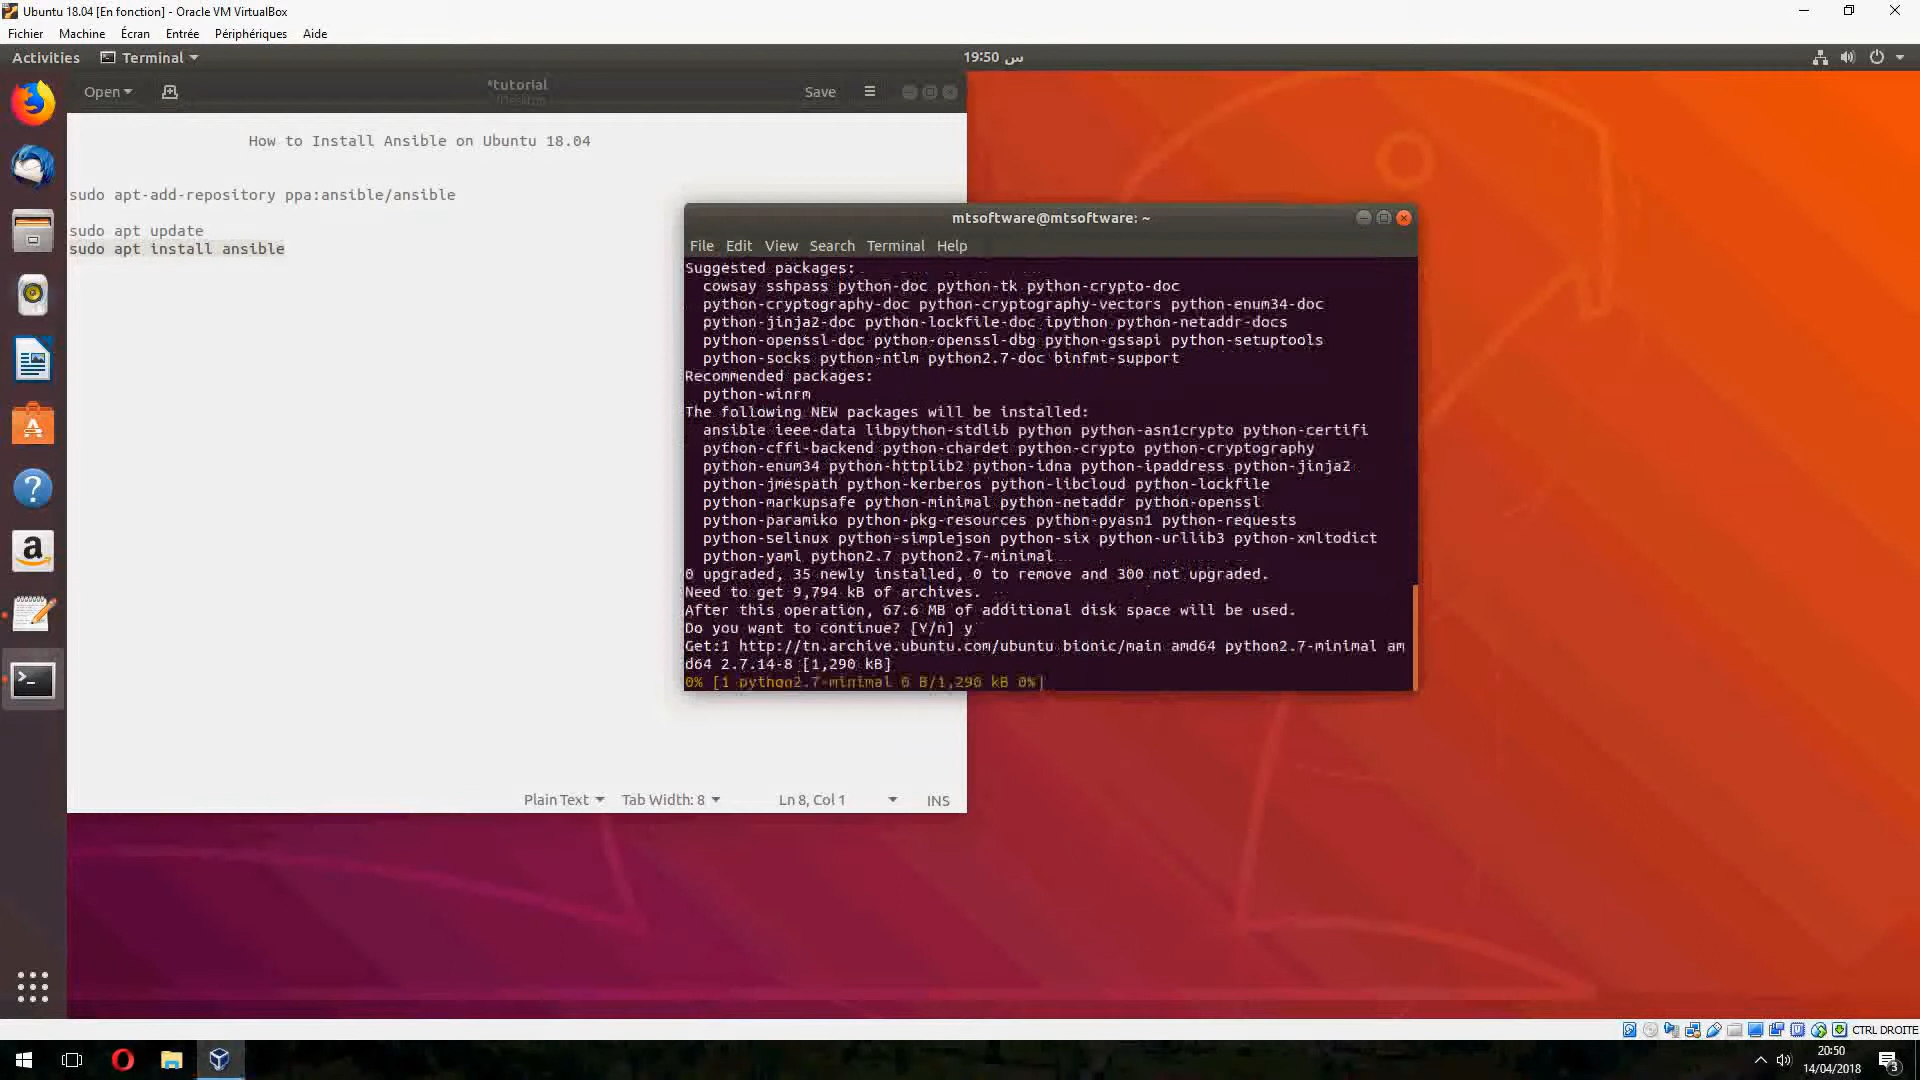 Ubuntu 18.04 [En fonction] - Oracle VM VirtualBox
Fichier Machine Écran Entrée Périphériques Aide
Activities Terminal 19:50 س
Open *tutorial Save
How to Install Ansible on Ubuntu 18.04
sudo apt-add-repository ppa:ansible/ansible
sudo apt update
sudo apt install ansible
Plain Text Tab Width: 8 Ln 8, Col 1 INS
mtsoftware@mtsoftware: ~
File Edit View Search Terminal Help
Suggested packages:
cowsay sshpass python-doc python-tk python-crypto-doc
python-cryptography-doc python-cryptography-vectors python-enum34-doc
python-jinja2-doc python-lockfile-doc ipython python-netaddr-docs
python-openssl-doc python-openssl-dbg python-gssapi python-setuptools
python-socks python-ntlm python2.7-doc binfmt-support
Recommended packages:
python-winrm
The following NEW packages will be installed:
ansible ieee-data libpython-stdlib python python-asn1crypto python-certifi
python-cffi-backend python-chardet python-crypto python-cryptography
python-enum34 python-httplib2 python-idna python-ipaddress python-jinja2
python-jmespath python-kerberos python-libcloud python-lockfile
python-markupsafe python-minimal python-netaddr python-openssl
python-paramiko python-pkg-resources python-pyasn1 python-requests
python-selinux python-simplejson python-six python-urllib3 python-xmltodict
python-yaml python2.7 python2.7-minimal
0 upgraded, 35 newly installed, 0 to remove and 300 not upgraded.
Need to get 9,794 kB of archives.
After this operation, 67.6 MB of additional disk space will be used.
Do you want to continue? [Y/n] y
Get:1 http://tn.archive.ubuntu.com/ubuntu bionic/main amd64 python2.7-minimal am
d64 2.7.14-8 [1,290 kB]
0% [1 python2.7-minimal 0 B/1,290 kB 0%]
CTRL DROITE
20:50
14/04/2018
3